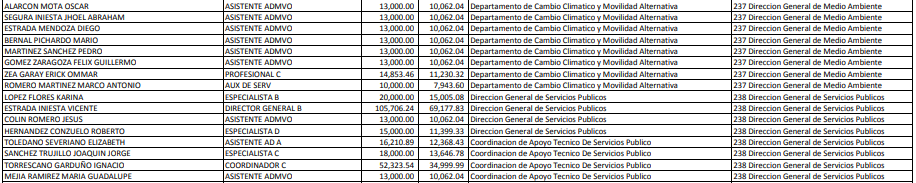 ALARCON MOTA OSCAR ASISTENTE ADMVO 13,000.00 10,062.04 Departamento de Cambio Climatico y Movilidad Alternativa 237 Direccion General de Medio Ambiente
SEGURA INIESTA JHOEL ABRAHAM ASISTENTE ADMVO 13,000.00 10,062.04 Departamento de Cambio Climatico y Movilidad Alternativa 237 Direccion General de Medio Ambiente
ESTRADA MENDOZA DIEGO ASISTENTE ADMVO 13,000.00 10,062.04 Departamento de Cambio Climatico y Movilidad Alternativa 237 Direccion General de Medio Ambiente
BERNAL PICHARDO MARIO ASISTENTE ADMVO 13,000.00 10,062.04 Departamento de Cambio Climatico y Movilidad Alternativa 237 Direccion General de Medio Ambiente
MARTINEZ SANCHEZ PEDRO ASISTENTE ADMVO 13,000.00 10,062.04 Departamento de Cambio Climatico y Movilidad Alternativa 237 Direccion General de Medio Ambiente
GOMEZ ZARAGOZA FELIX GUILLERMO ASISTENTE ADMVO 13,000.00 10,062.04 Departamento de Cambio Climatico y Movilidad Alternativa 237 Direccion General de Medio Ambiente
ZEA GARAY ERICK OMMAR PROFESIONAL C 14,853.46 11,230.32 Departamento de Cambio Climatico y Movilidad Alternativa 237 Direccion General de Medio Ambiente
ROMERO MARTINEZ MARCO ANTONIO AUX DE SERV 10,000.00 7,943.60 Departamento de Cambio Climatico y Movilidad Alternativa 237 Direccion General de Medio Ambiente
LOPEZ FLORES KARINA ESPECIALISTA B 20,000.00 15,005.08 Direccion General de Servicios Publicos 238 Direccion General de Servicios Publicos
ESTRADA INIESTA VICENTE DIRECTOR GENERAL B 105,706.24 69,177.83 Direccion General de Servicios Publicos 238 Direccion General de Servicios Publicos
COLIN ROMERO JESUS ASISTENTE ADMVO 13,000.00 10,062.04 Direccion General de Servicios Publicos 238 Direccion General de Servicios Publicos
HERNANDEZ CONZUELO ROBERTO ESPECIALISTA D 15,000.00 11,399.33 Direccion General de Servicios Publicos 238 Direccion General de Servicios Publicos
TOLEDANO SEVERIANO ELIZABETH ASISTENTE AD A 16,210.89 12,368.43 Coordinacion de Apoyo Tecnico De Servicios Publico 238 Direccion General de Servicios Publicos
SANCHEZ TRUJILLO JOAQUIN JORGE ESPECIALISTA C 18,000.00 13,646.78 Coordinacion de Apoyo Tecnico De Servicios Publico 238 Direccion General de Servicios Publicos
TORRESCANO GARDUÑO IGNACIO COORDINADOR C 52,323.54 34,999.99 Coordinacion de Apoyo Tecnico De Servicios Publico 238 Direccion General de Servicios Publicos
MEJIA RAMIREZ MARIA GUADALUPE ASISTENTE ADMVO 13,000.00 10,062.04 Coordinacion de Apoyo Tecnico De Servicios Publico 238 Direccion General de Servicios Publicos